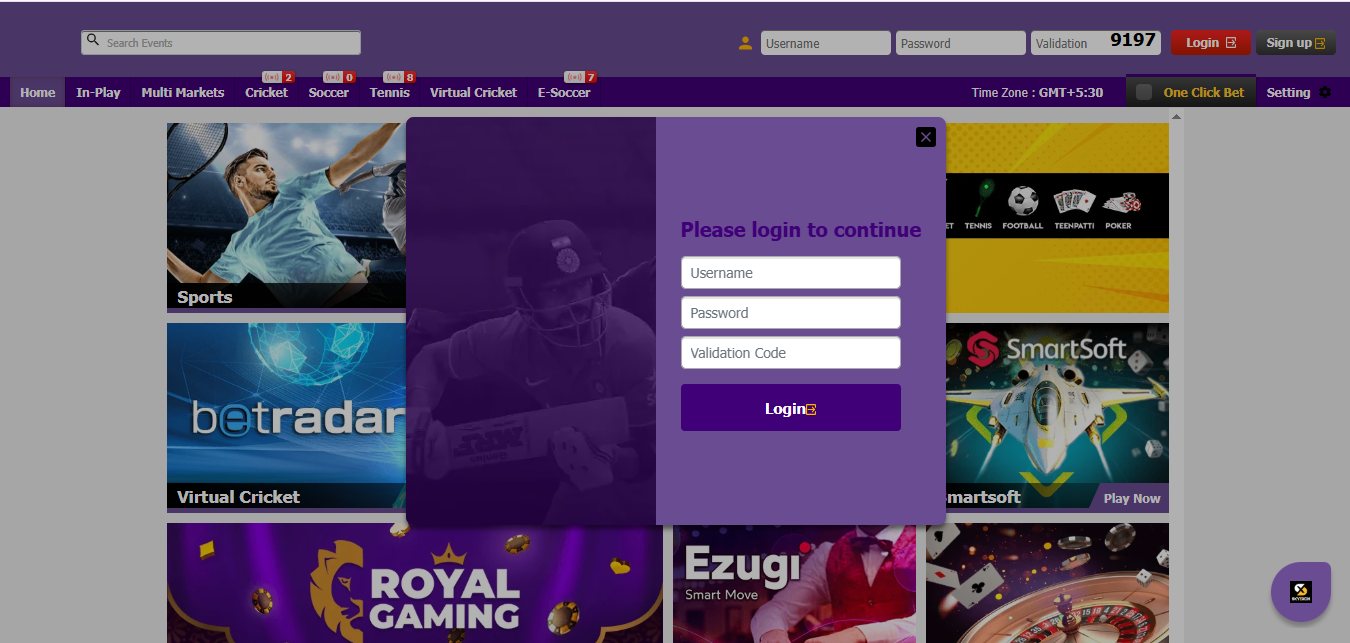 Search Events
Username
Password
Validation
9197
Login
Sign up
2
0
8
7
Home
In-Play
Multi Markets
Cricket
Soccer
Tennis
Virtual Cricket
E-Soccer
Time Zone : GMT+5:30
One Click Bet
Setting
Sports
Please login to continue
Username
Password
Validation Code
Login
ET
TENNIS
FOOTBALL
TEENPATTI
POKER
betradar
Virtual Cricket
SmartSoft
martsoft
Play Now
ROYAL
GAMING
Ezugi
Smart Move